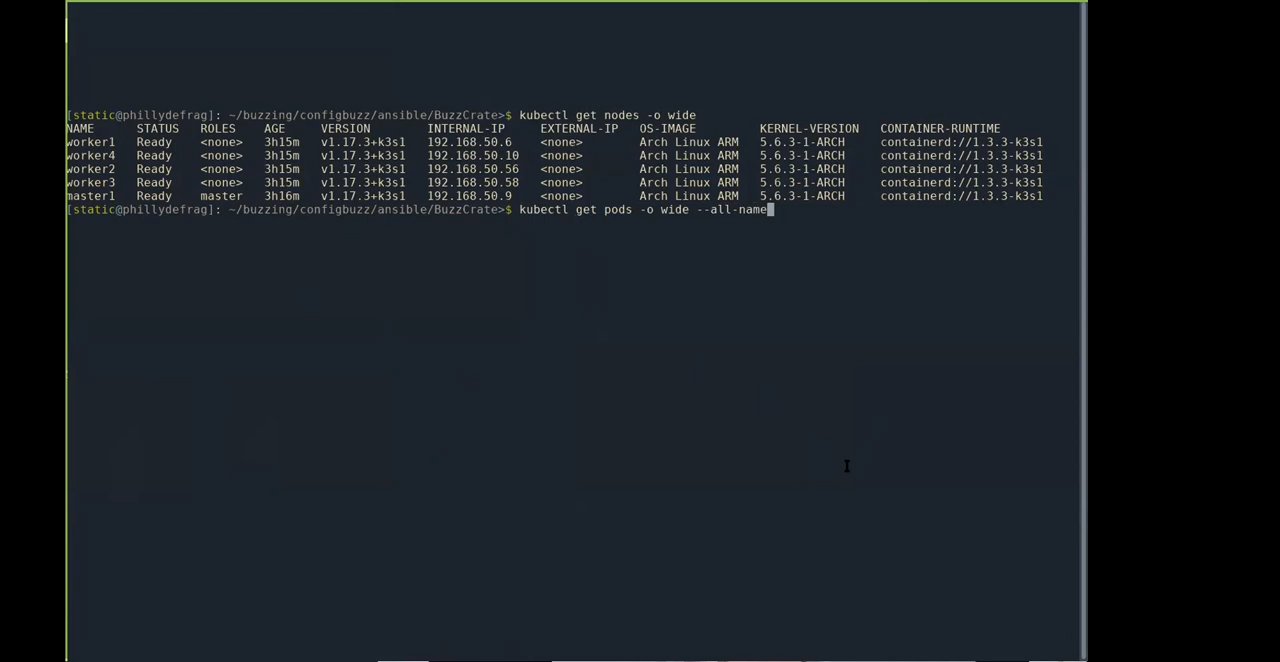 [static@phillydefrag]: ~/buzzing/configbuzz/ansible/BuzzCrate>$ kubectl get nodes -o wide
NAME STATUS ROLES AGE VERSION INTERNAL-IP EXTERNAL-IP OS-IMAGE KERNEL-VERSION CONTAINER-RUNTIME
worker1 Ready <none> 3h15m v1.17.3+k3s1 192.168.50.6 <none> Arch Linux ARM 5.6.3-1-ARCH containerd://1.3.3-k3s1
worker4 Ready <none> 3h15m v1.17.3+k3s1 192.168.50.10 <none> Arch Linux ARM 5.6.3-1-ARCH containerd://1.3.3-k3s1
worker2 Ready <none> 3h15m v1.17.3+k3s1 192.168.50.56 <none> Arch Linux ARM 5.6.3-1-ARCH containerd://1.3.3-k3s1
worker3 Ready <none> 3h15m v1.17.3+k3s1 192.168.50.58 <none> Arch Linux ARM 5.6.3-1-ARCH containerd://1.3.3-k3s1
master1 Ready master 3h16m v1.17.3+k3s1 192.168.50.9 <none> Arch Linux ARM 5.6.3-1-ARCH containerd://1.3.3-k3s1
[static@phillydefrag]: ~/buzzing/configbuzz/ansible/BuzzCrate>$ kubectl get pods -o wide --all-name